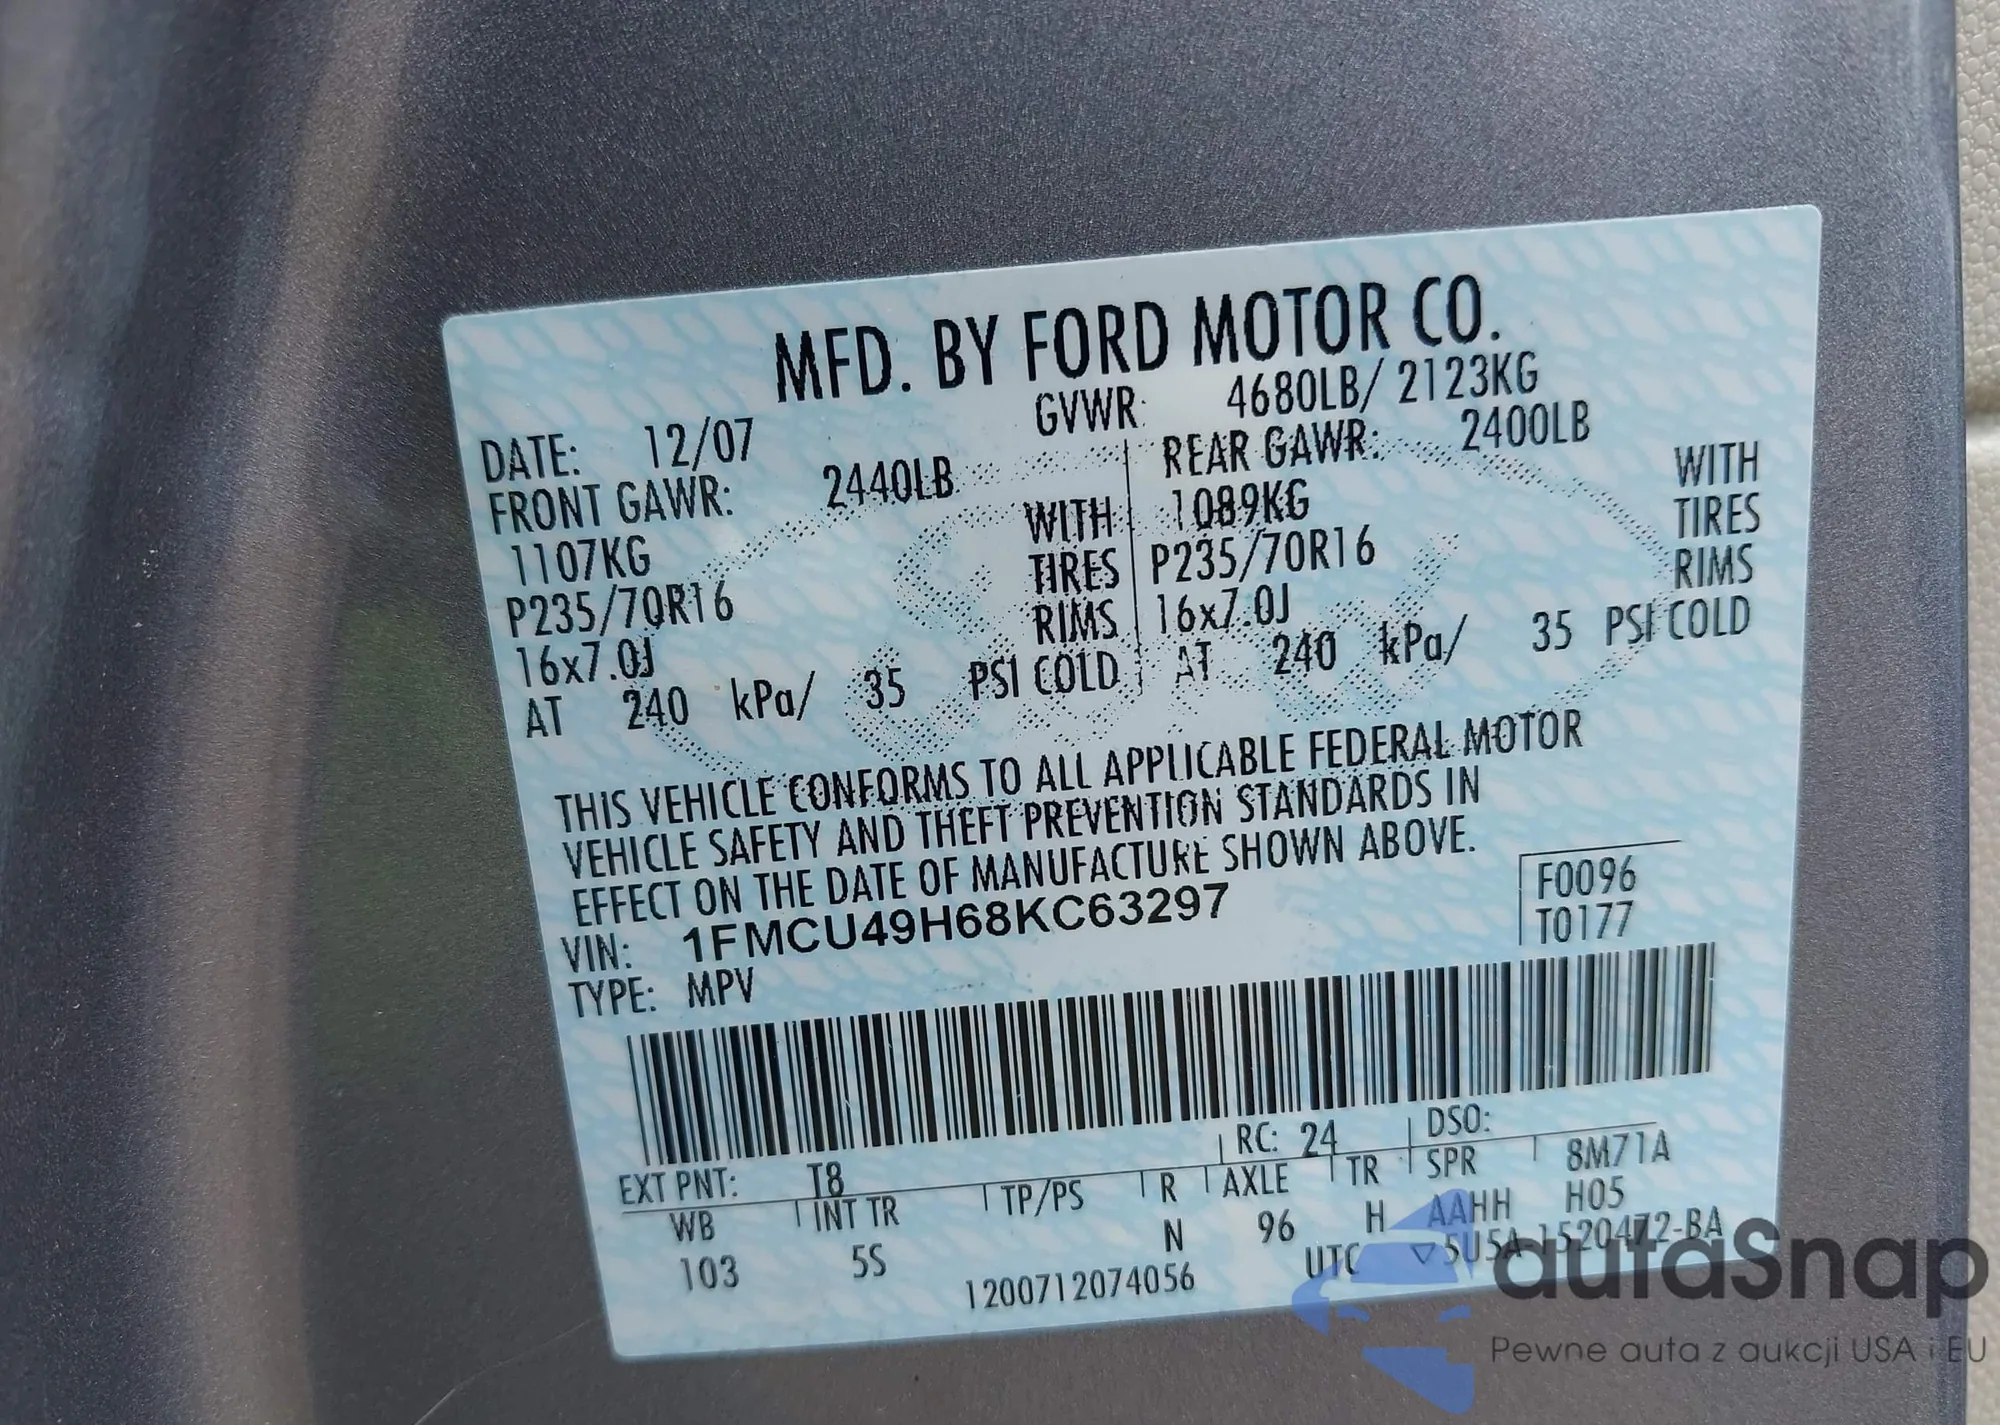 MFD. BY FORD MOTOR CO.
DATE: 12/07 GVWR: 4680LB/ 2123KG
FRONT GAWR: 2440LB REAR GAWR: 2400LB
1107KG WITH 1089KG WITH
P235/70R16 TIRES P235/70R16 TIRES
16x7.0J RIMS 16x7.0J RIMS
AT 240 kPa/ 35 PSI COLD AT 240 kPa/ 35 PSI COLD
THIS VEHICLE CONFORMS TO ALL APPLICABLE FEDERAL MOTOR
VEHICLE SAFETY AND THEFT PREVENTION STANDARDS IN
EFFECT ON THE DATE OF MANUFACTURE SHOWN ABOVE.
VIN: 1FMCU49H68KC63297 F0096
TYPE: MPV T0177
EXT PNT: T8 RC: 24 DSO:
WB INT TR TP/PS R AXLE TR SPR 8M71A
103 5S N 96 H AAHH H05
1200712074056 UTC ▽5U5A-1520472-BA
autaSnap
Pewne auta z aukcji USA i EU